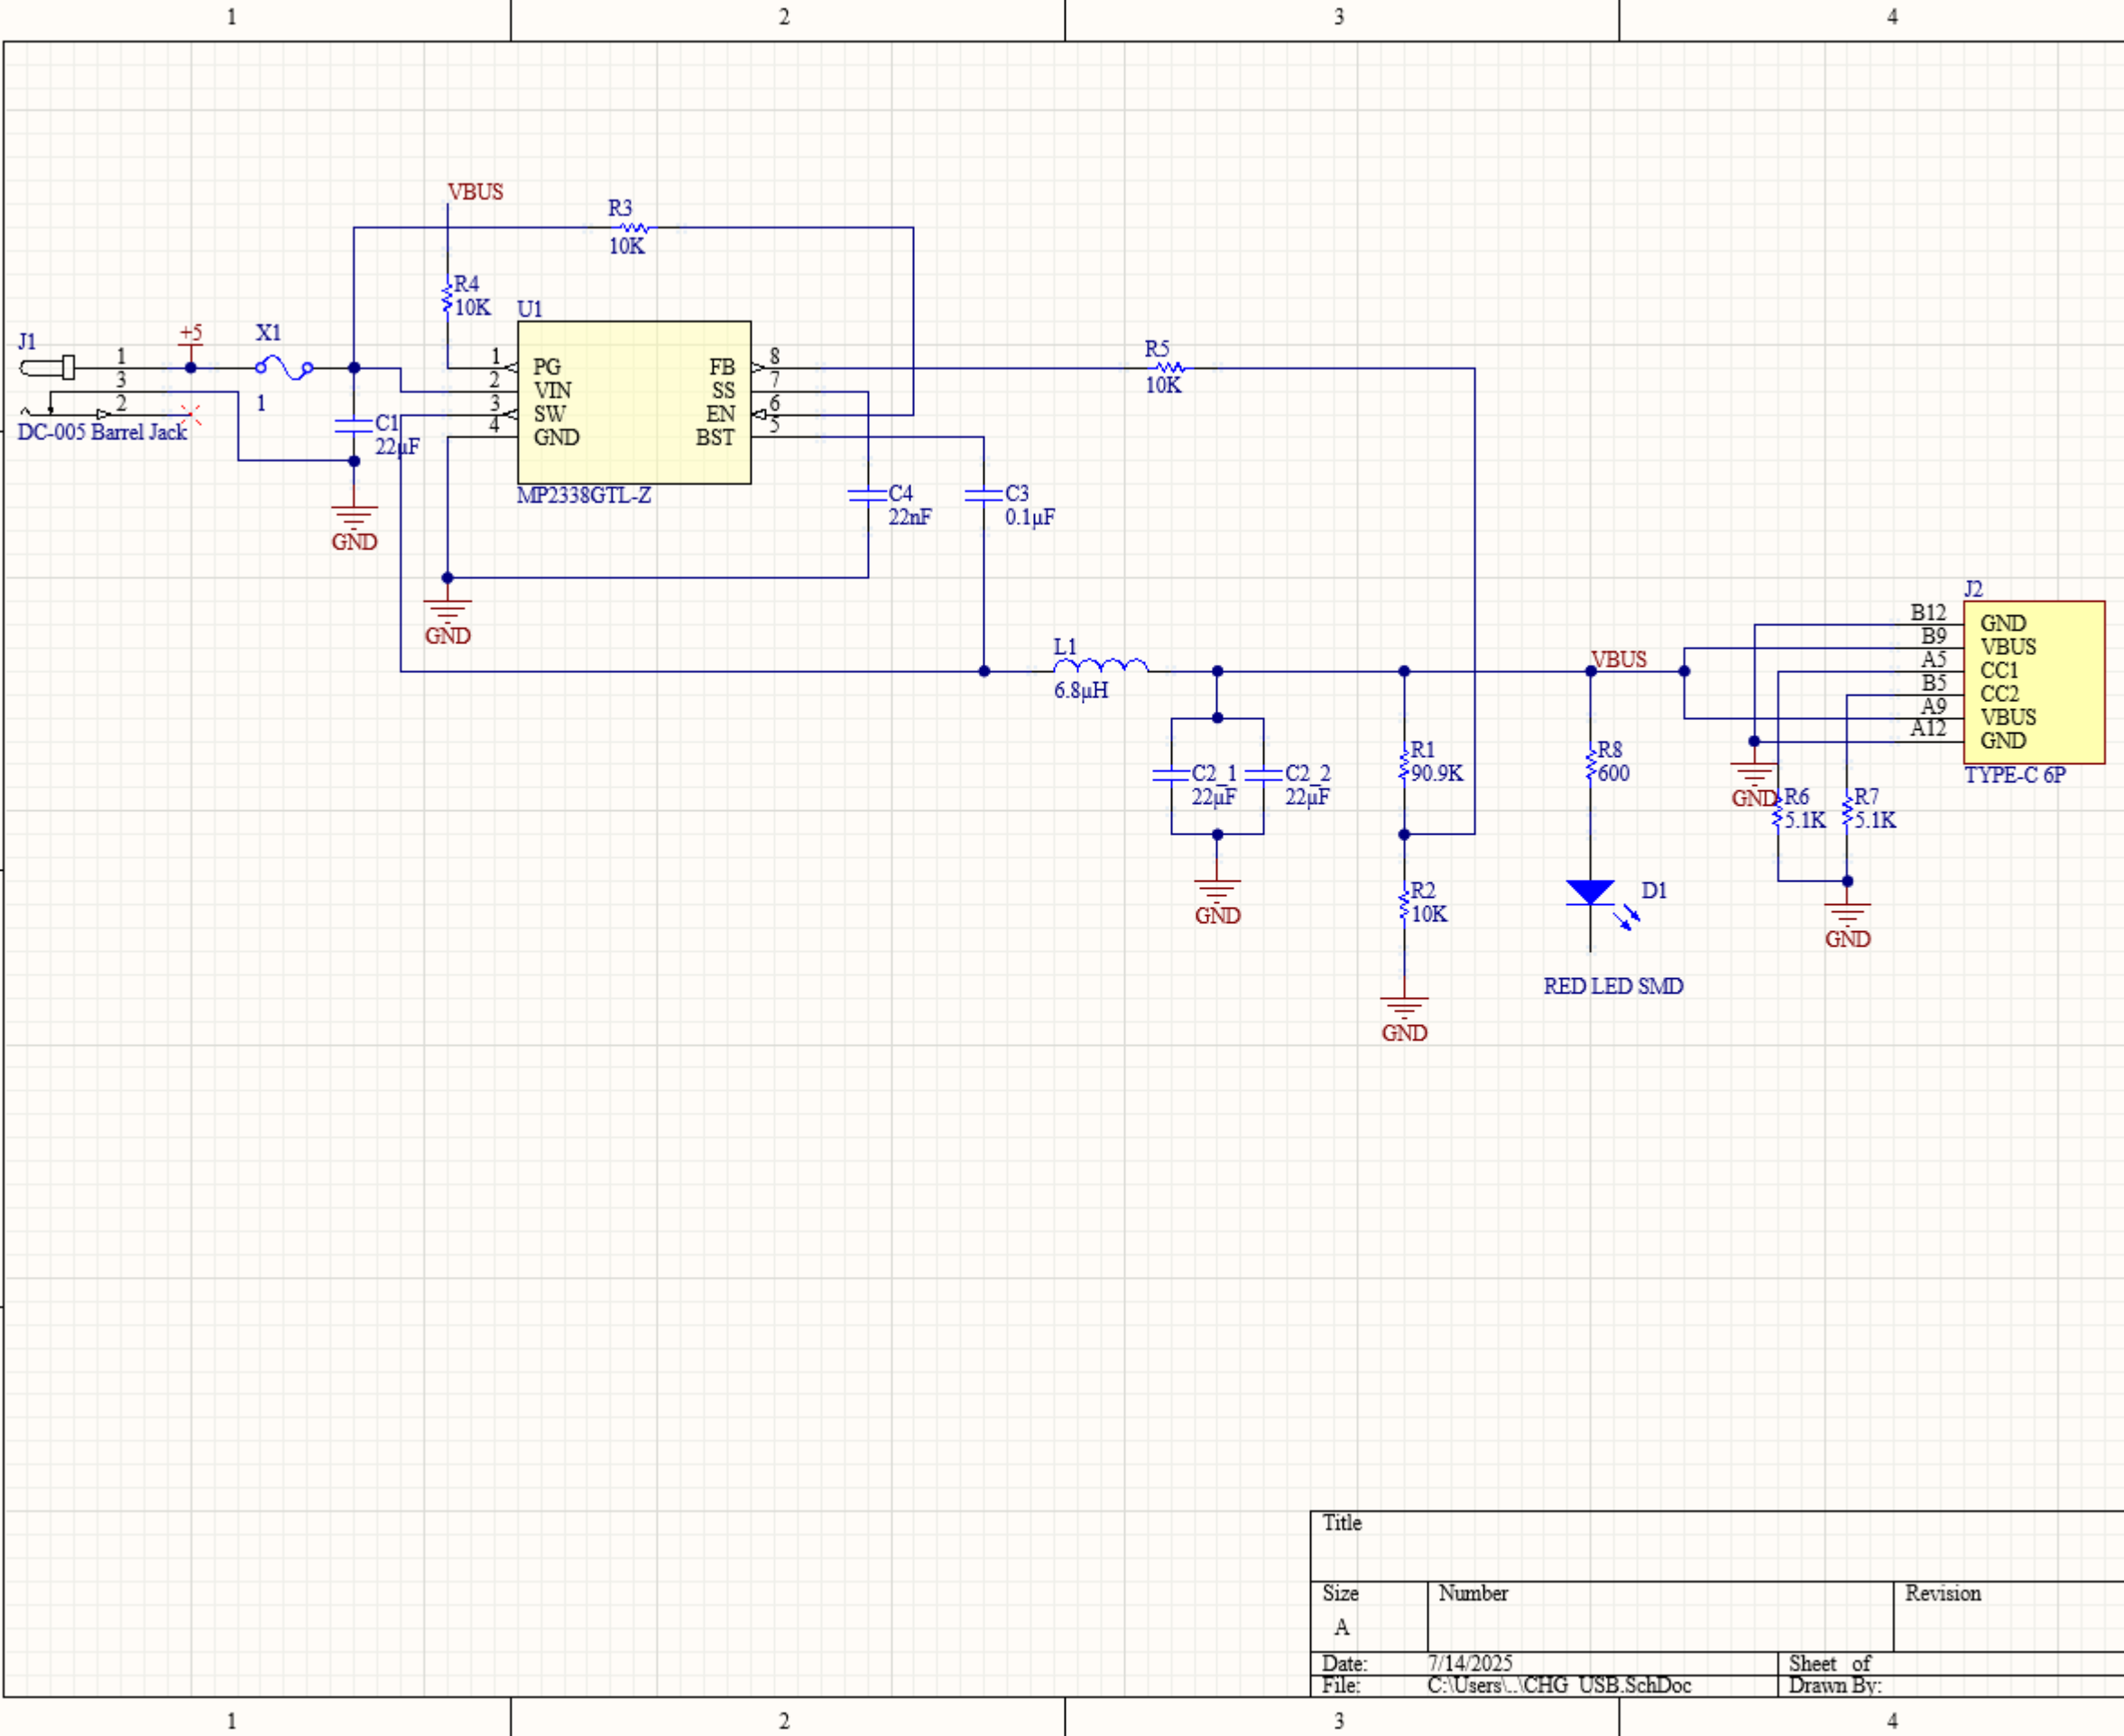 1
2
3
4
VBUS
R3
10K
R4
10K
U1
+5
X1
J1
1
3
2
1
DC-005 Barrel Jack
C1
22µF
GND
1
2
3
4
PG
VIN
SW
GND
FB
SS
EN
BST
8
7
6
5
MP2338GTL-Z
R5
10K
C4
22nF
C3
0.1µF
GND
L1
6.8µH
VBUS
J2
B12
B9
A5
B5
A9
A12
GND
VBUS
CC1
CC2
VBUS
GND
TYPE-C 6P
C2_1
22µF
C2_2
22µF
GND
R1
90.9K
R8
600
GND
R6
5.1K
R7
5.1K
GND
R2
10K
GND
D1
RED LED SMD
Title
Size
A
Number
Revision
Date:
7/14/2025
Sheet of
File:
C:\Users\..\CHG_USB.SchDoc
Drawn By:
1
2
3
4